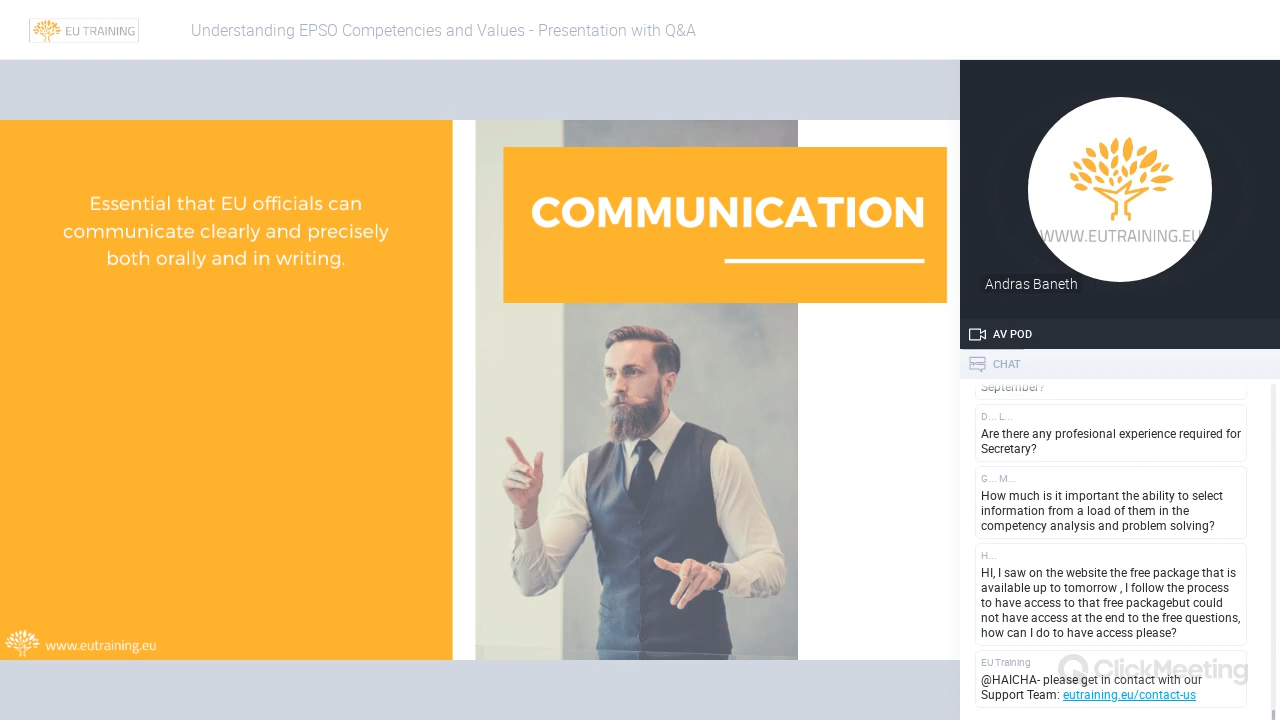 EU TRAINING
Understanding EPSO Competencies and Values - Presentation with Q&A
Essential that EU officials can
communicate clearly and precisely
both orally and in writing.
www.eutraining.eu
COMMUNICATION
WWW.EUTRAINING.EU
Andras Baneth
AV POD
CHAT
September?
D... L...
Are there any profesional experience required for
Secretary?
G... M...
How much is it important the ability to select
information from a load of them in the
competency analysis and problem solving?
H...
HI, I saw on the website the free package that is
available up to tomorrow , I follow the process
to have access to that free packagebut could
not have access at the end to the free questions,
how can I do to have access please?
EU Training
@HAICHA- please get in contact with our
Support Team: eutraining.eu/contact-us
ClickMeeting